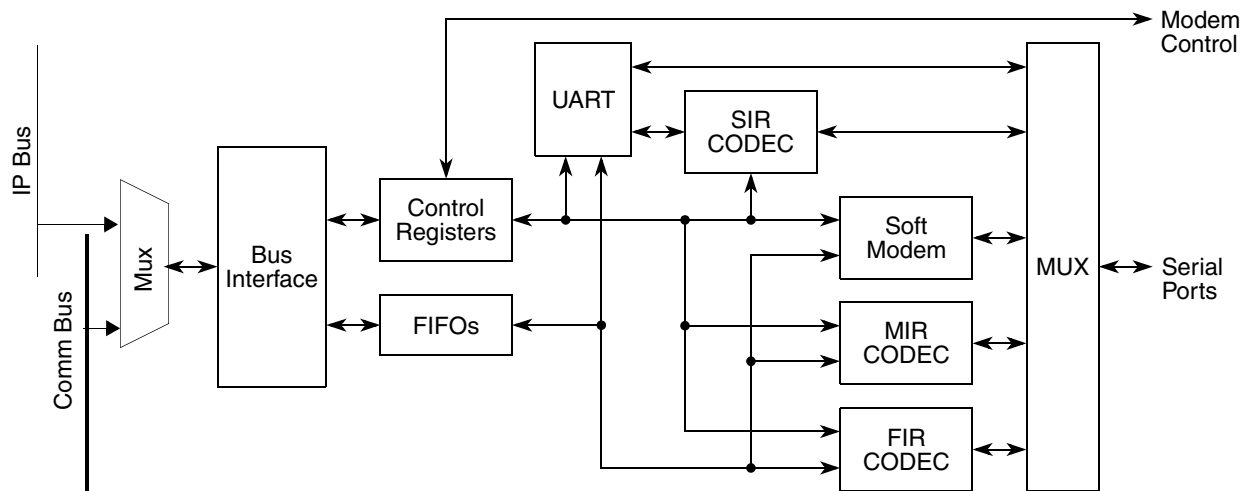 Modem
Control
IP Bus
UART
SIR
CODEC
Control
Registers
Soft
Modem
Mux
Bus
Interface
MUX
Serial
Ports
Comm Bus
FIFOs
MIR
CODEC
FIR
CODEC